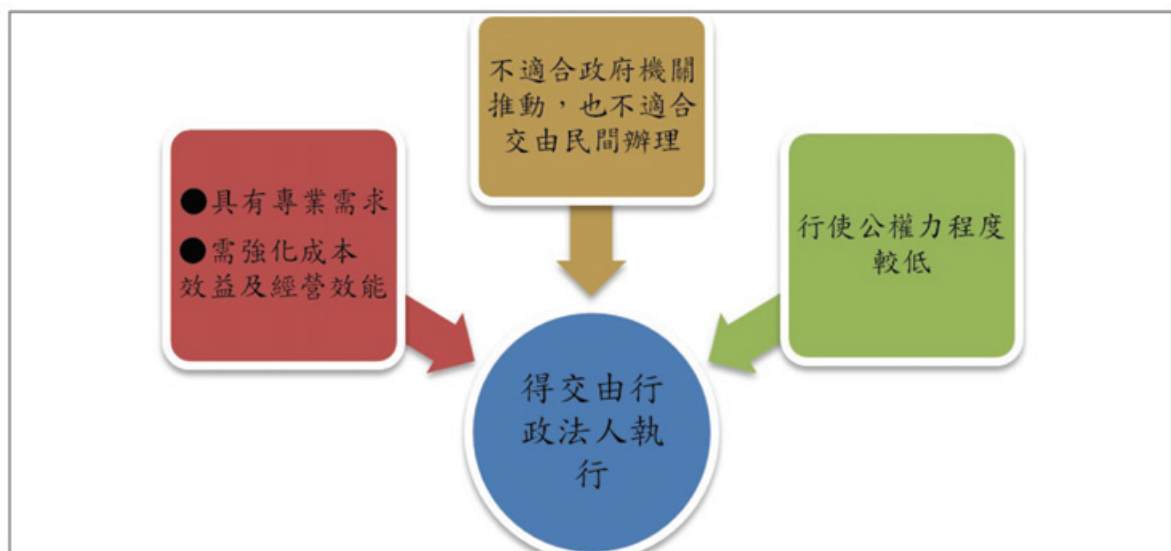 不適合政府機關
推動，也不適合
交由民間辦理
●具有專業需求
●需強化成本
效益及經營效能
行使公權力程度
較低
得交由行
政法人執
行